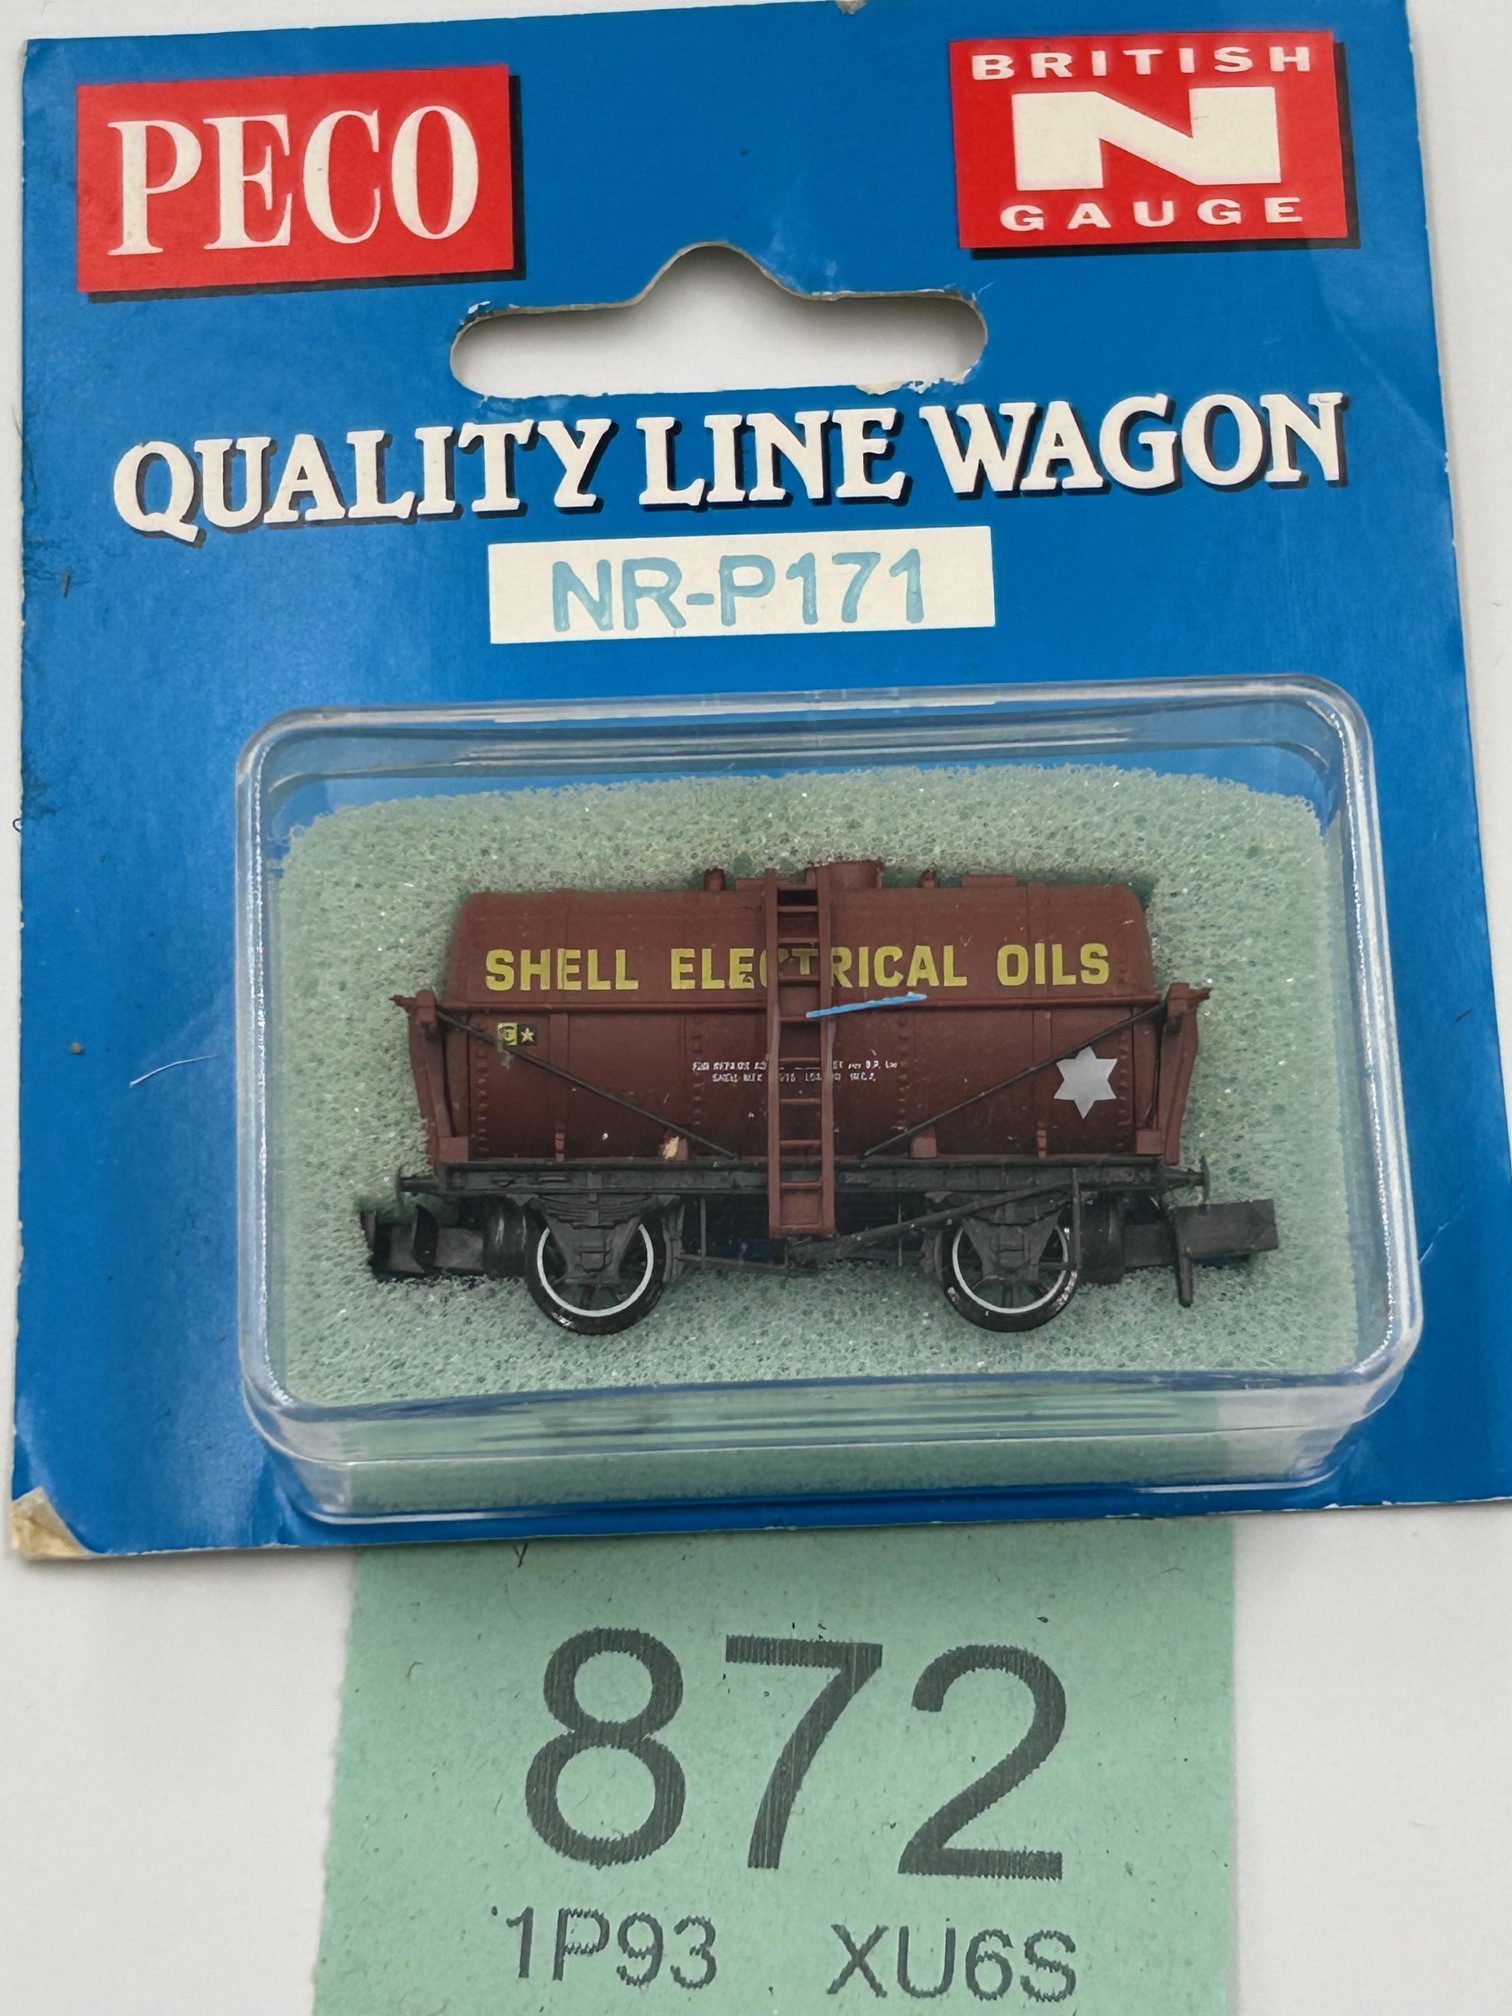 PECO
BRITISH
N
GAUGE
QUALITY LINE WAGON
NR-P171
SHELL ELECTRICAL OILS
872
1P93 XU6S